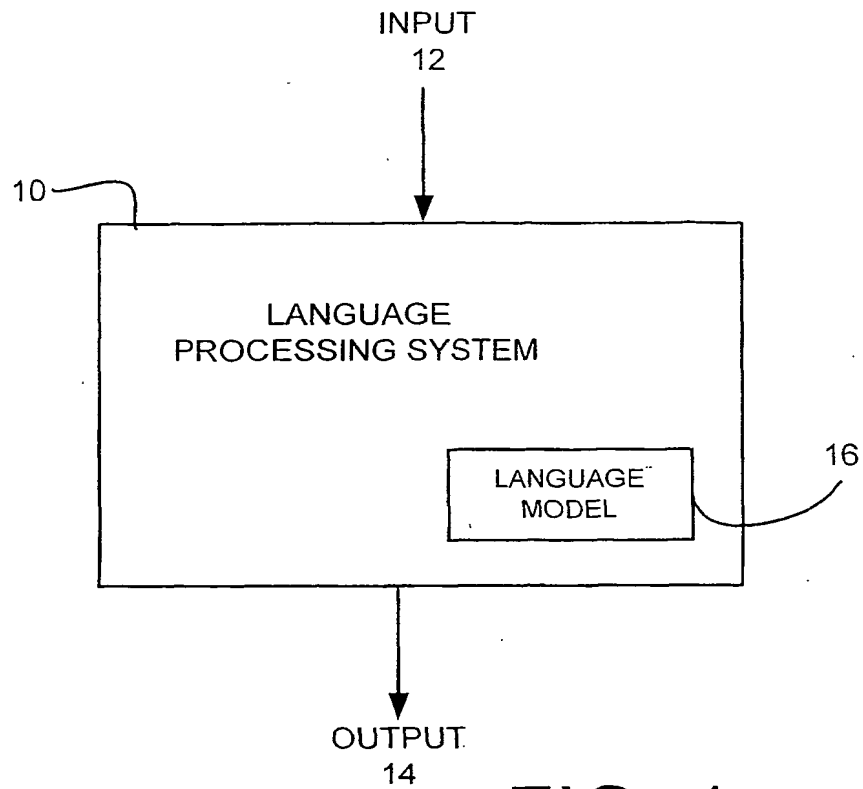 INPUT
12
10
LANGUAGE
PROCESSING SYSTEM
LANGUAGE
MODEL
16
OUTPUT
14